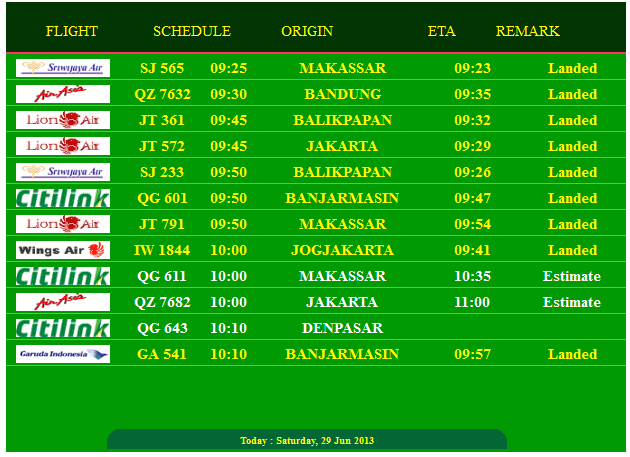 FLIGHT SCHEDULE ORIGIN ETA REMARK
Sriwijaya Air SJ 565 09:25 MAKASSAR 09:23 Landed
AirAsia QZ 7632 09:30 BANDUNG 09:35 Landed
Lion Air JT 361 09:45 BALIKPAPAN 09:32 Landed
Lion Air JT 572 09:45 JAKARTA 09:29 Landed
Sriwijaya Air SJ 233 09:50 BALIKPAPAN 09:26 Landed
Citilink QG 601 09:50 BANJARMASIN 09:47 Landed
Lion Air JT 791 09:50 MAKASSAR 09:54 Landed
Wings Air IW 1844 10:00 JOGJAKARTA 09:41 Landed
Citilink QG 611 10:00 MAKASSAR 10:35 Estimate
AirAsia QZ 7682 10:00 JAKARTA 11:00 Estimate
Citilink QG 643 10:10 DENPASAR
Garuda Indonesia GA 541 10:10 BANJARMASIN 09:57 Landed
Today : Saturday, 29 Jun 2013